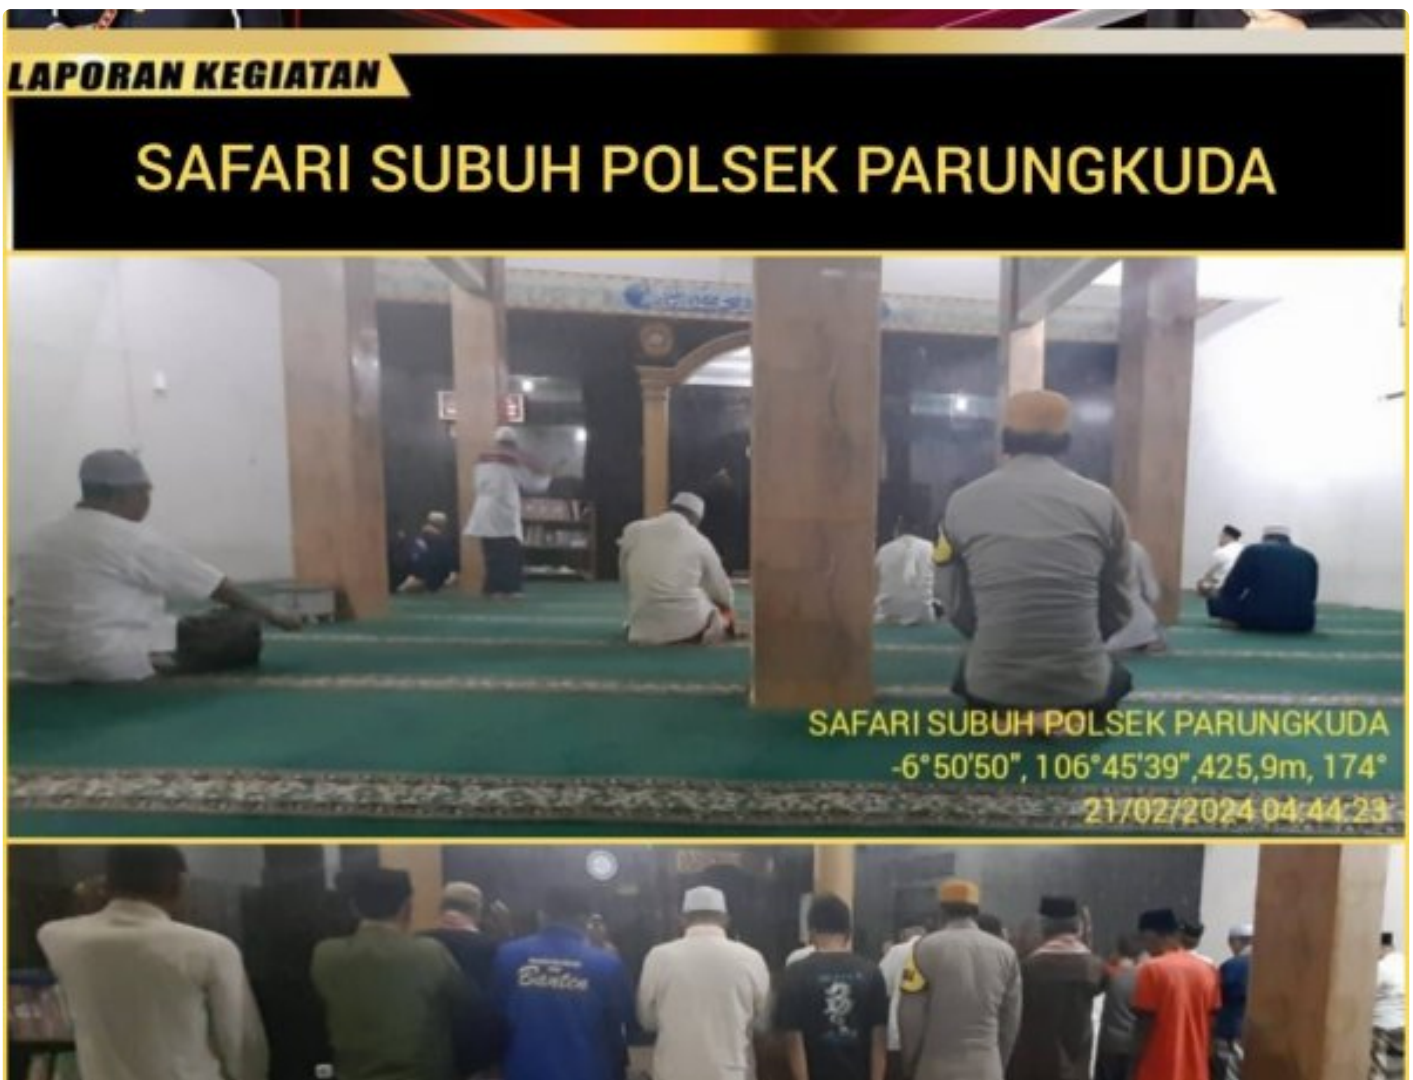 LAPORAN KEGIATAN
SAFARI SUBUH POLSEK PARUNGKUDA
SAFARI SUBUH POLSEK PARUNGKUDA
-6°50'50", 106°45'39",425,9m, 174°
21/02/2024 04.44.23
Banten